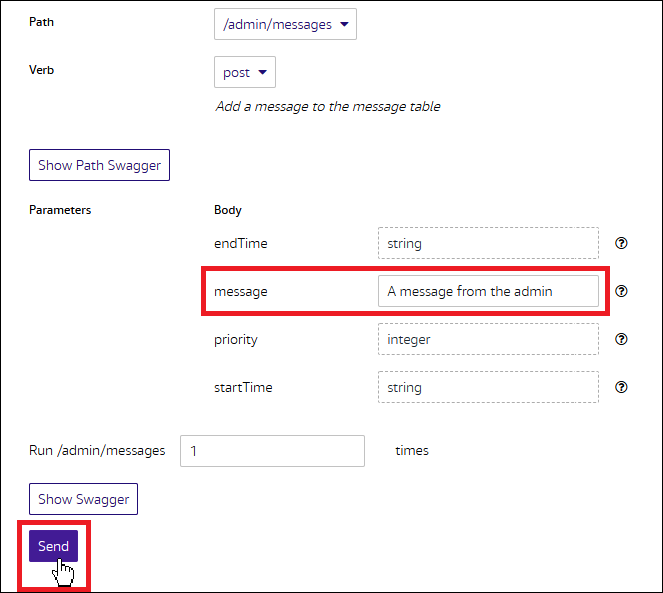 Path /admin/messages
Verb post
Add a message to the message table
Show Path Swagger
Parameters Body
endTime string
message A message from the admin
priority integer
startTime string
Run /admin/messages 1 times
Show Swagger
Send